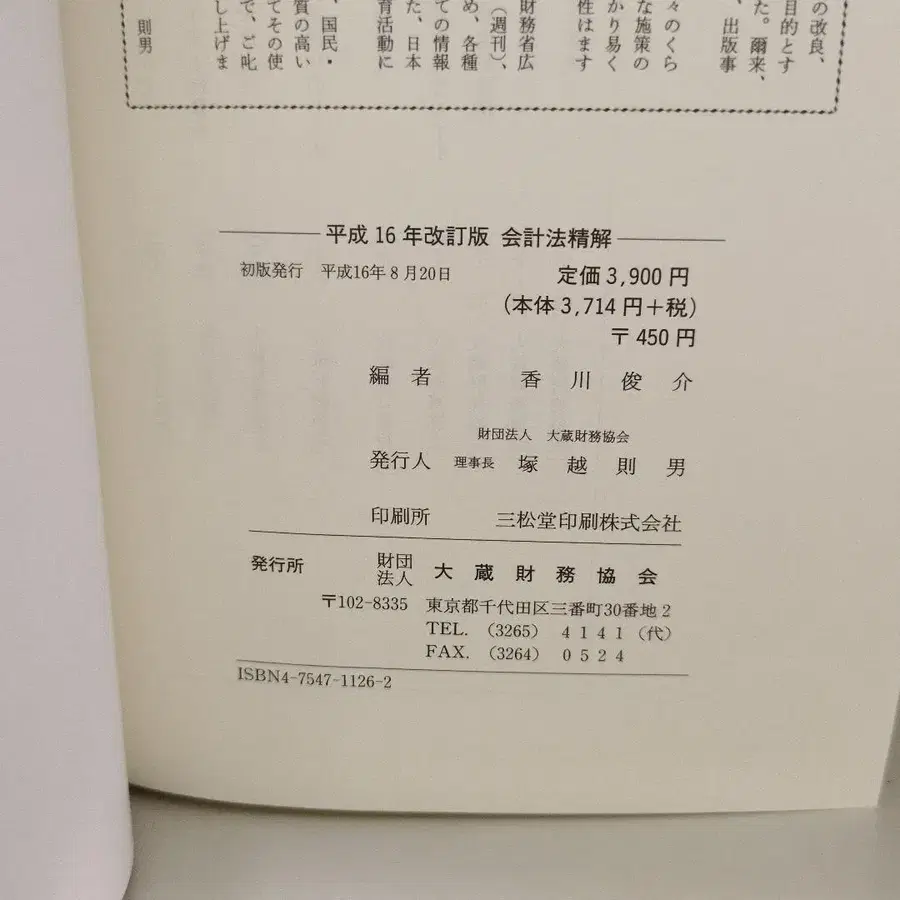 の改良、
目的とす
た。爾来、
、出版事
々のくら
な施策の
かり易く
性はます
財務省広
（週刊）、
め、各種
ての情報
た、日本
育活動に
、国民・
質の高い
てその使
で、ご叱
し上げま
則男
平成16年改訂版 会計法精解
初版発行 平成16年8月20日 定価3,900円
（本体3,714円＋税）
〒450円
編者 香川俊介
財団法人 大蔵財務協会
発行人 理事長 塚越則男
印刷所 三松堂印刷株式会社
発行所 財団法人 大蔵財務協会
〒102-8335 東京都千代田区三番町30番地2
TEL. （3265） 4141（代）
FAX. （3264） 0524
ISBN4-7547-1126-2